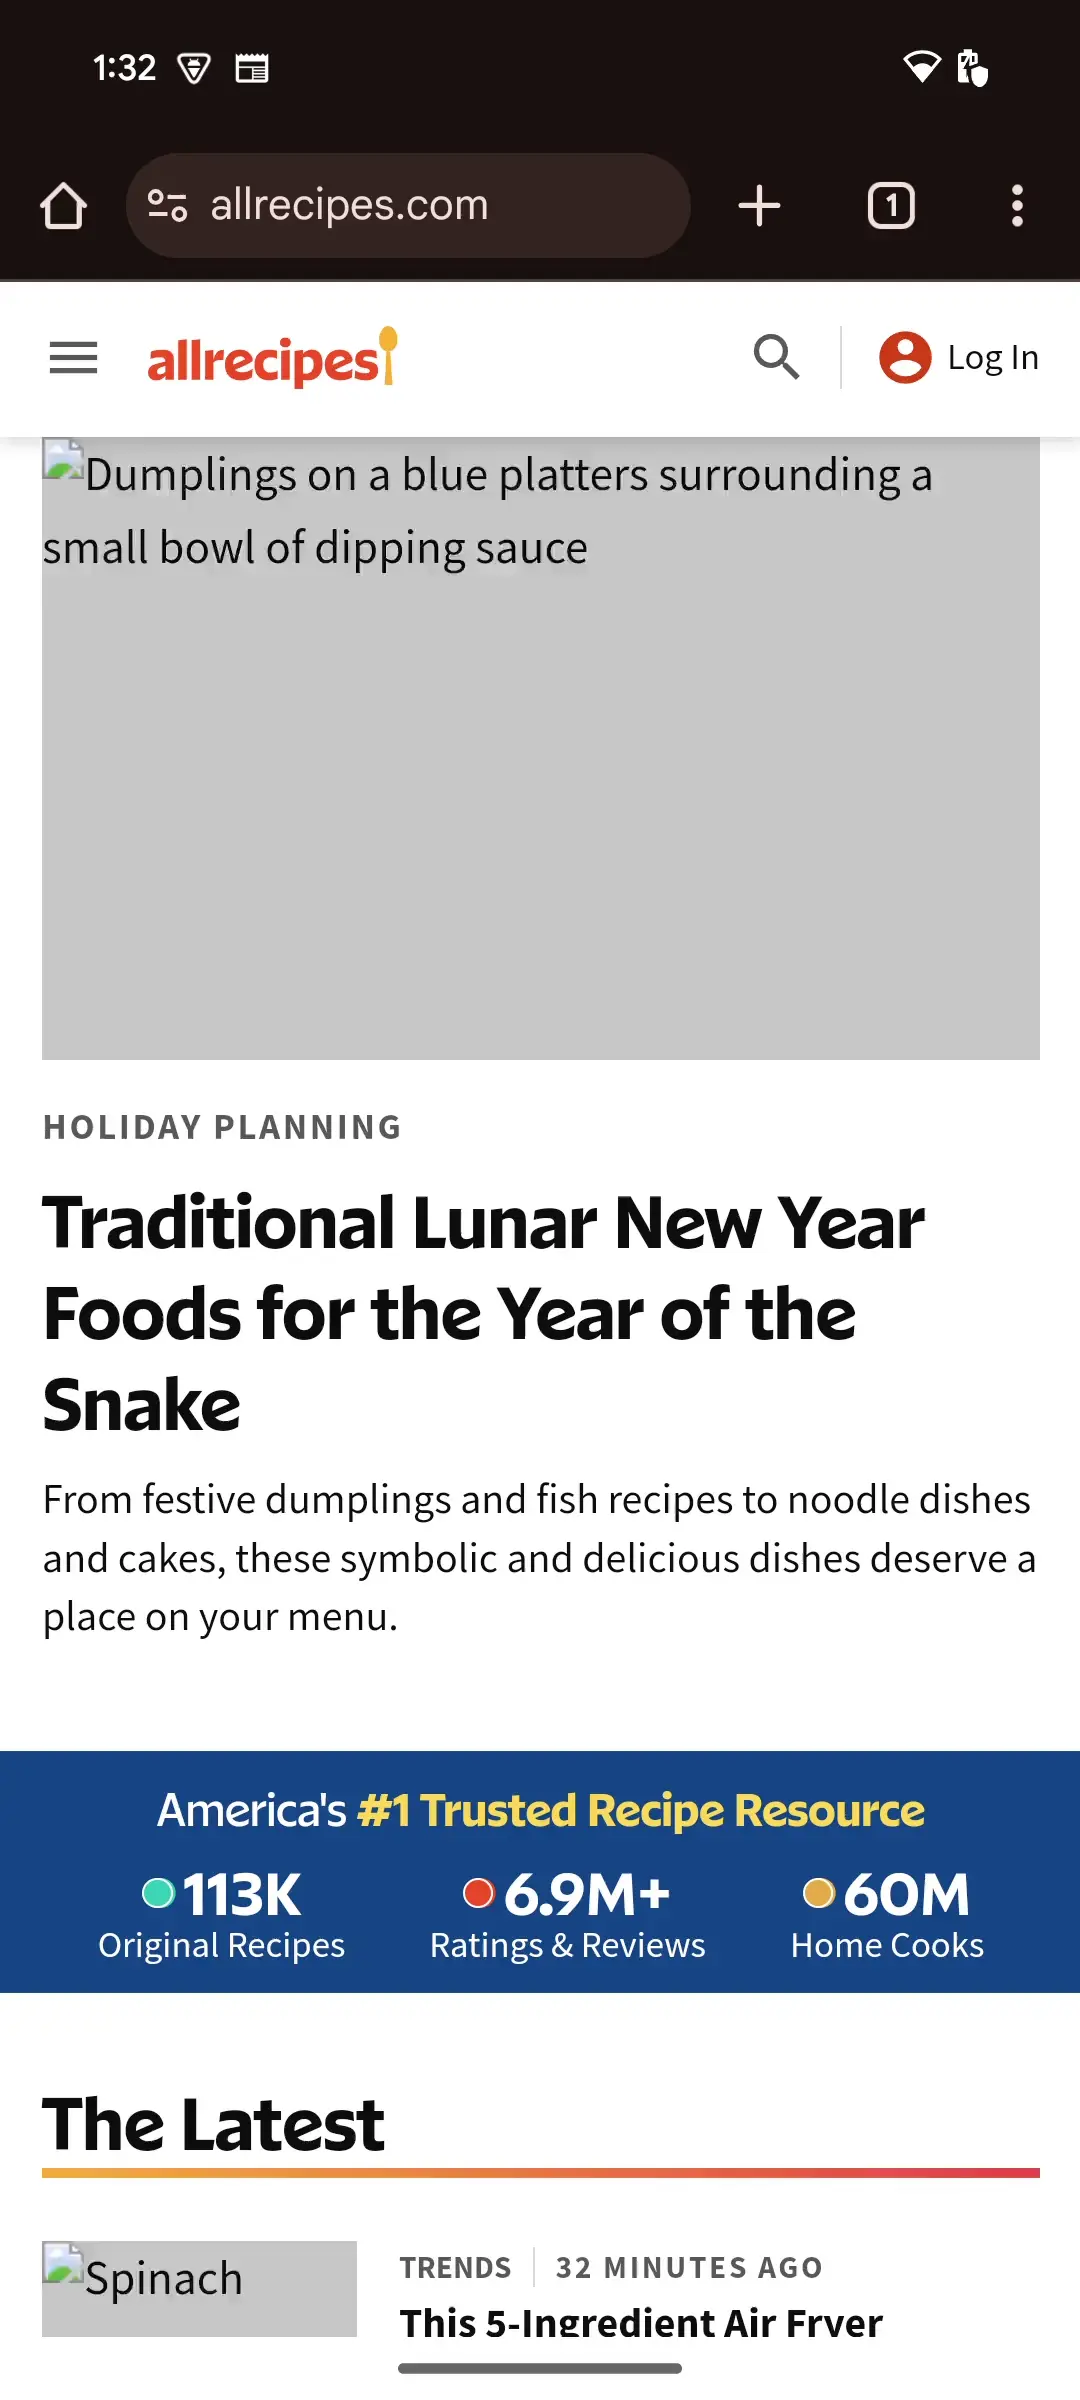 1:32
allrecipes.com
1
allrecipes
Log In
Dumplings on a blue platters surrounding a
small bowl of dipping sauce
HOLIDAY PLANNING
Traditional Lunar New Year
Foods for the Year of the
Snake
From festive dumplings and fish recipes to noodle dishes
and cakes, these symbolic and delicious dishes deserve a
place on your menu.
America's #1 Trusted Recipe Resource
113K 6.9M+ 60M
Original Recipes Ratings & Reviews Home Cooks
The Latest
Spinach
TRENDS 32 MINUTES AGO
This 5-Ingredient Air Fryer